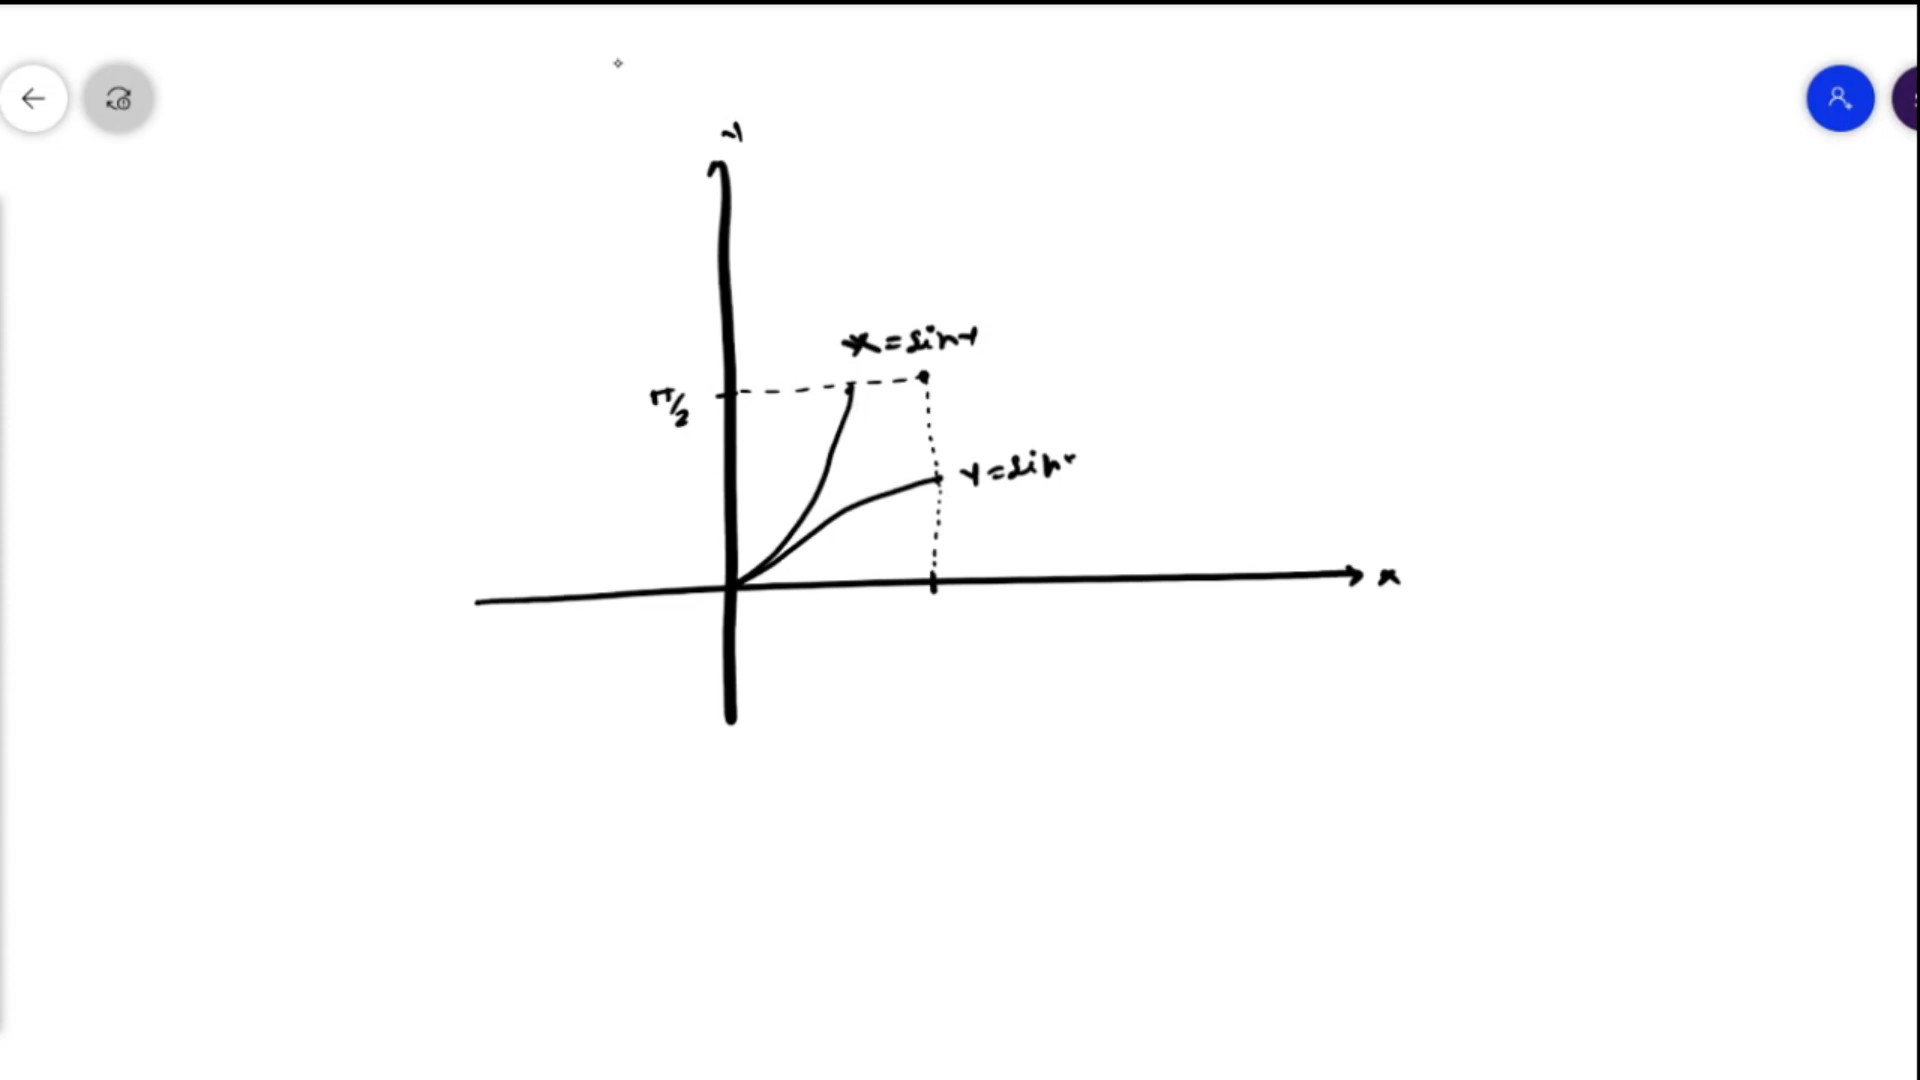 Y
x = sin Y
π/2
Y = sin x
x